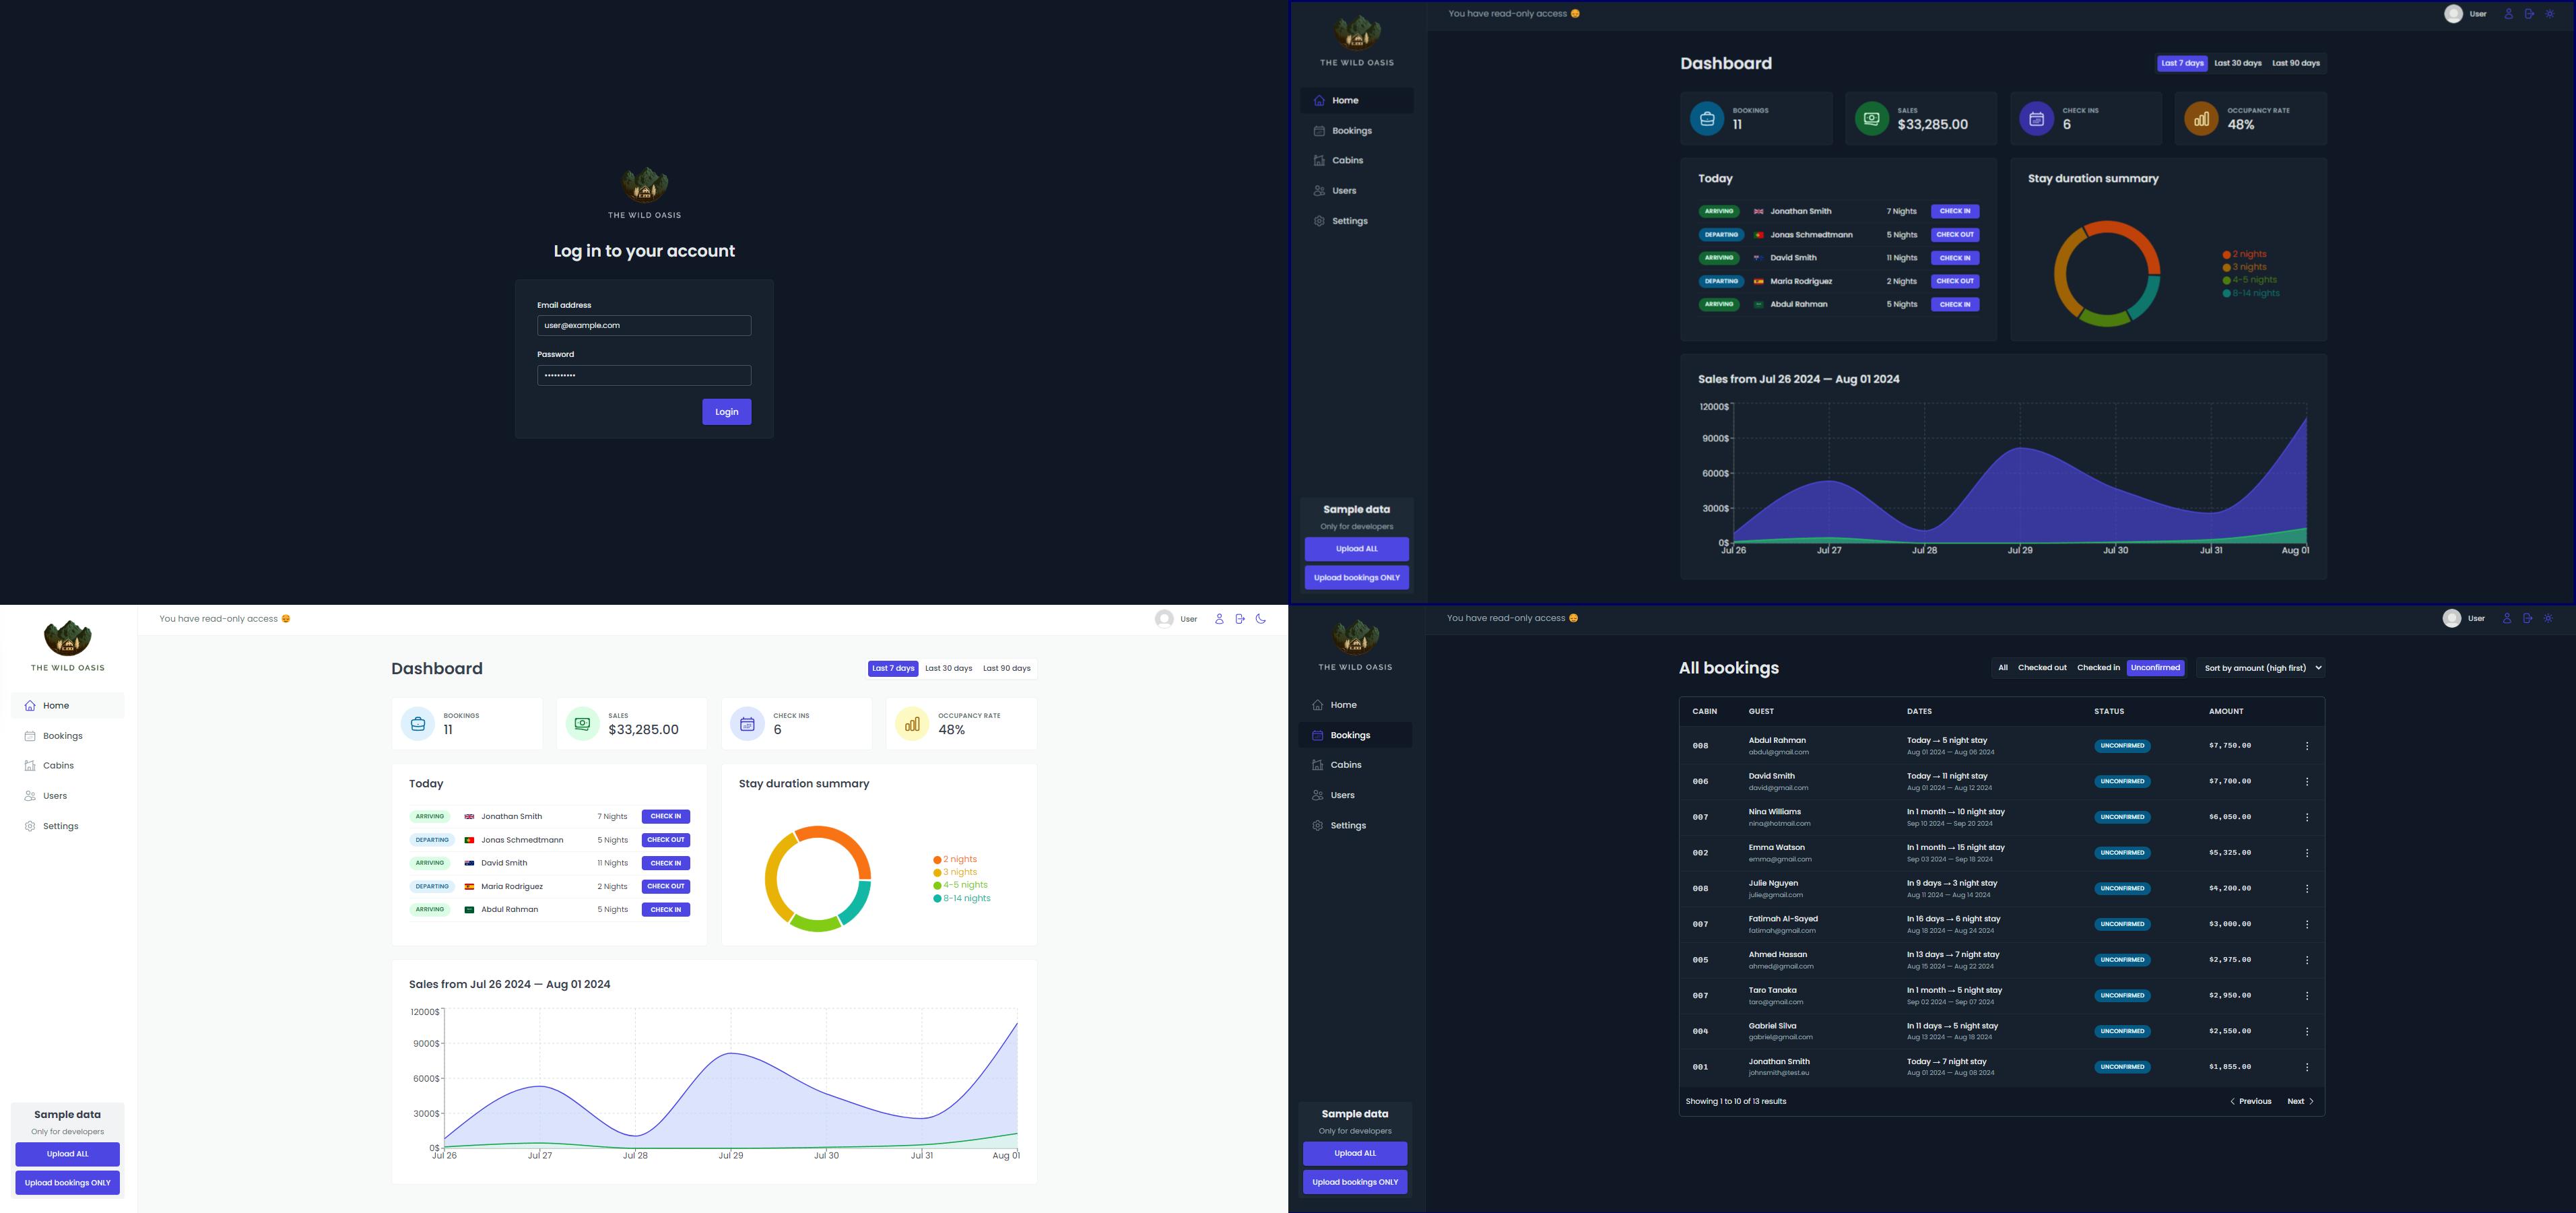 THE WILD OASIS
Log in to your account
Email address
user@example.com
Password
••••••••••
Login
THE WILD OASIS
Home
Bookings
Cabins
Users
Settings
Sample data
Only for developers
Upload ALL
Upload bookings ONLY
You have read-only access 😊
User
Dashboard
Last 7 days Last 30 days Last 90 days
BOOKINGS
11
SALES
$33,285.00
CHECK INS
6
OCCUPANCY RATE
48%
Today
ARRIVING Jonathan Smith 7 Nights CHECK IN
DEPARTING Jonas Schmedtmann 5 Nights CHECK OUT
ARRIVING David Smith 11 Nights CHECK IN
DEPARTING Maria Rodriguez 2 Nights CHECK OUT
ARRIVING Abdul Rahman 5 Nights CHECK IN
Stay duration summary
2 nights
3 nights
4-5 nights
8-14 nights
Sales from Jul 26 2024 — Aug 01 2024
12000$
9000$
6000$
3000$
0$
Jul 26 Jul 27 Jul 28 Jul 29 Jul 30 Jul 31 Aug 01
THE WILD OASIS
Home
Bookings
Cabins
Users
Settings
Sample data
Only for developers
Upload ALL
Upload bookings ONLY
You have read-only access 😊
User
Dashboard
Last 7 days Last 30 days Last 90 days
BOOKINGS
11
SALES
$33,285.00
CHECK INS
6
OCCUPANCY RATE
48%
Today
ARRIVING Jonathan Smith 7 Nights CHECK IN
DEPARTING Jonas Schmedtmann 5 Nights CHECK OUT
ARRIVING David Smith 11 Nights CHECK IN
DEPARTING Maria Rodriguez 2 Nights CHECK OUT
ARRIVING Abdul Rahman 5 Nights CHECK IN
Stay duration summary
2 nights
3 nights
4-5 nights
8-14 nights
Sales from Jul 26 2024 — Aug 01 2024
12000$
9000$
6000$
3000$
0$
Jul 26 Jul 27 Jul 28 Jul 29 Jul 30 Jul 31 Aug 01
THE WILD OASIS
Home
Bookings
Cabins
Users
Settings
Sample data
Only for developers
Upload ALL
Upload bookings ONLY
You have read-only access 😊
User
All bookings
All Checked out Checked in Unconfirmed Sort by amount (high first)
CABIN GUEST DATES STATUS AMOUNT
008 Abdul Rahman Today → 5 night stay UNCONFIRMED $7,750.00
abdul@gmail.com Aug 01 2024 — Aug 06 2024
006 David Smith Today → 11 night stay UNCONFIRMED $7,700.00
david@gmail.com Aug 01 2024 — Aug 12 2024
007 Nina Williams In 1 month → 10 night stay UNCONFIRMED $6,050.00
nina@hotmail.com Sep 10 2024 — Sep 20 2024
002 Emma Watson In 1 month → 15 night stay UNCONFIRMED $5,325.00
emma@gmail.com Sep 03 2024 — Sep 18 2024
008 Julie Nguyen In 9 days → 3 night stay UNCONFIRMED $4,200.00
julie@gmail.com Aug 11 2024 — Aug 14 2024
007 Fatimah Al-Sayed In 16 days → 6 night stay UNCONFIRMED $3,000.00
fatimah@gmail.com Aug 18 2024 — Aug 24 2024
005 Ahmed Hassan In 13 days → 7 night stay UNCONFIRMED $2,975.00
ahmed@gmail.com Aug 15 2024 — Aug 22 2024
007 Taro Tanaka In 1 month → 5 night stay UNCONFIRMED $2,950.00
taro@gmail.com Sep 02 2024 — Sep 07 2024
004 Gabriel Silva In 11 days → 5 night stay UNCONFIRMED $2,550.00
gabriel@gmail.com Aug 13 2024 — Aug 18 2024
001 Jonathan Smith Today → 7 night stay UNCONFIRMED $1,855.00
johnsmith@test.eu Aug 01 2024 — Aug 08 2024
Showing 1 to 10 of 13 results Previous Next